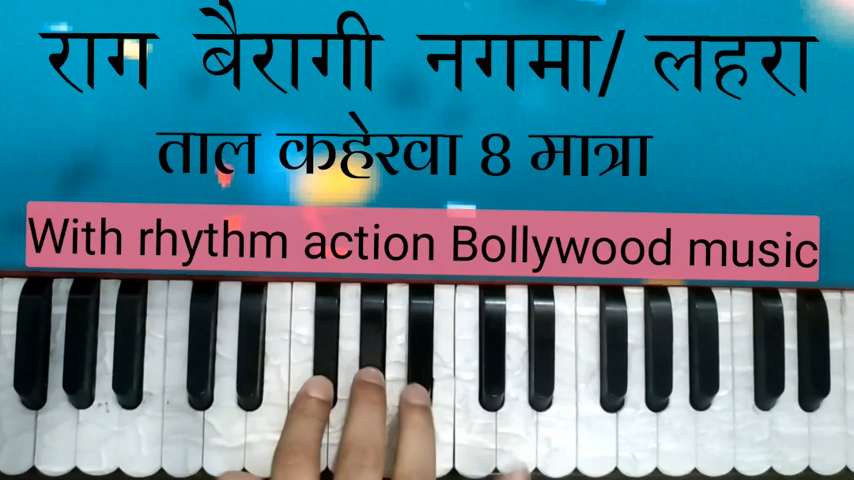 राग बैरागी नगमा/ लहरा
ताल कहेरवा 8 मात्रा
With rhythm action Bollywood music